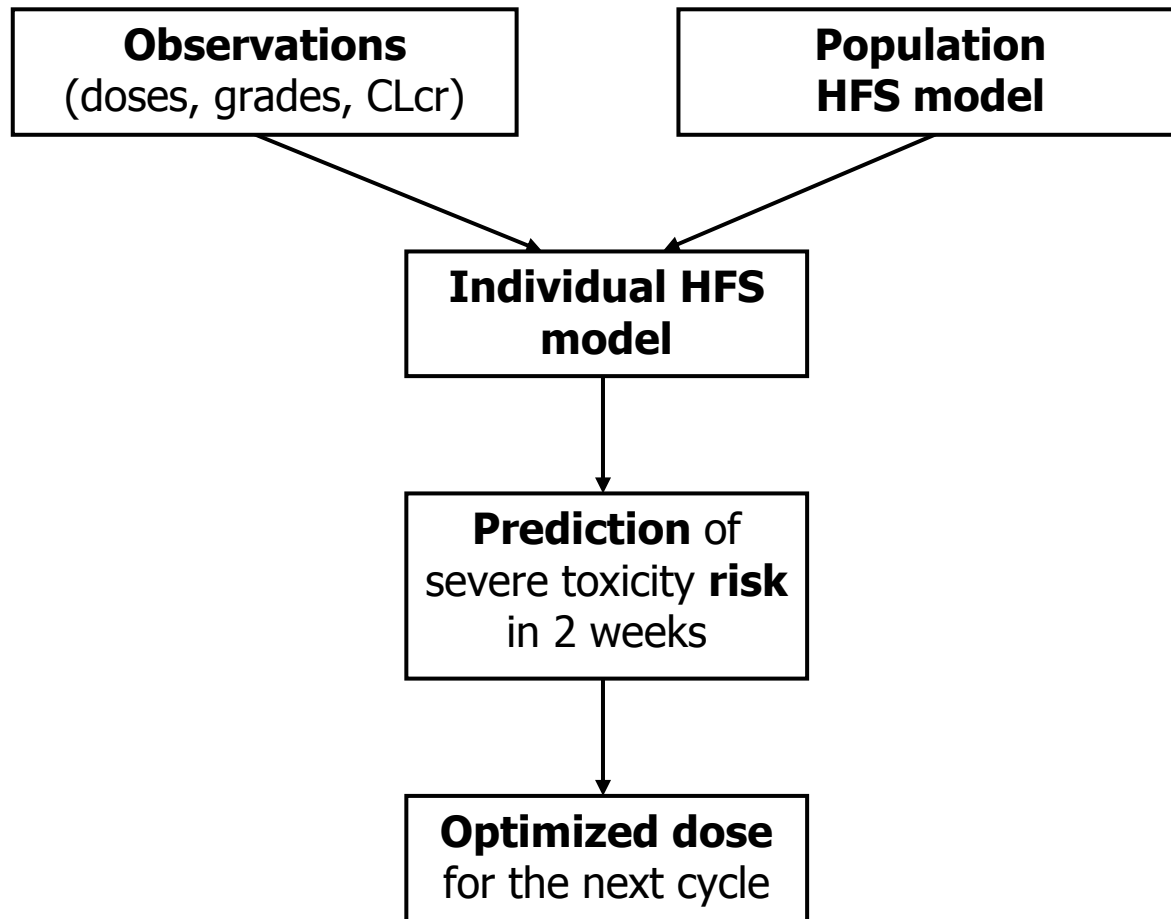 Observations
(doses, grades, CLcr)
Population
HFS model
Individual HFS
model
Prediction of
severe toxicity risk
in 2 weeks
Optimized dose
for the next cycle